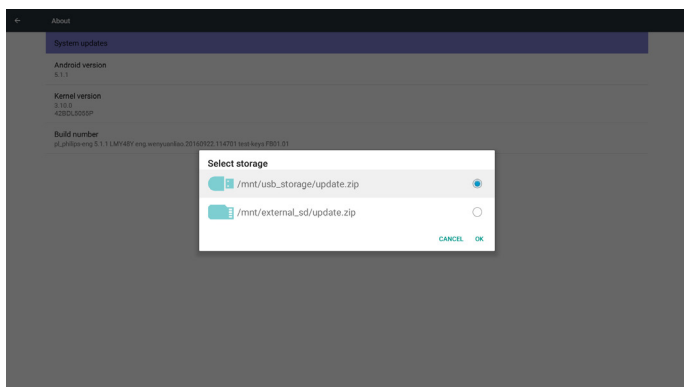 About
System updates
Android version
5.1.1
Kernel version
3.10.0
Build number
Select storage
/mnt/usb_storage/update.zip
/mnt/external_sd/update.zip
CANCEL OK